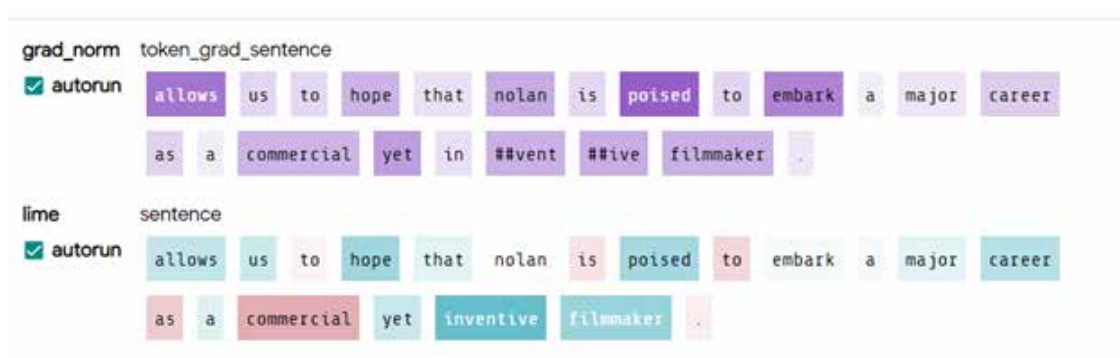 grad_norm token_grad_sentence
autorun allows us to hope that nolan is poised to embark a major career
as a commercial yet in ##vent ##ive filmmaker .
lime sentence
autorun allows us to hope that nolan is poised to embark a major career
as a commercial yet inventive filmmaker .